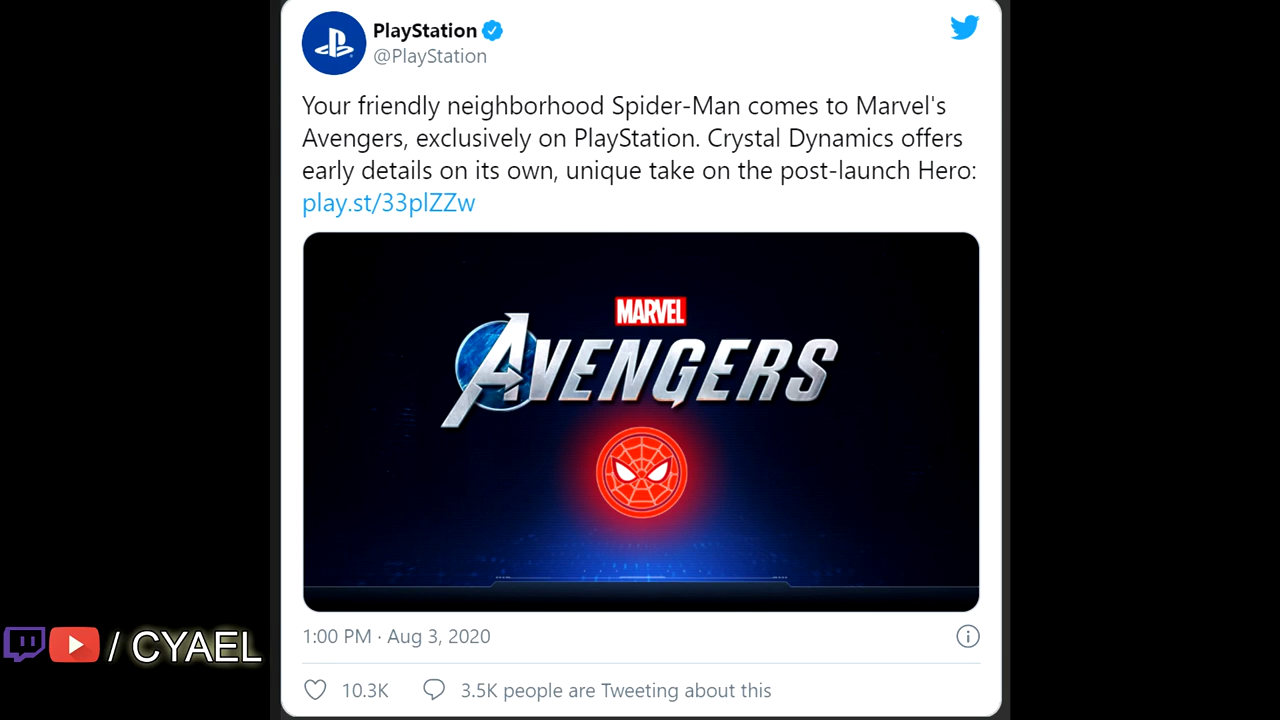 PlayStation
@PlayStation
Your friendly neighborhood Spider-Man comes to Marvel's
Avengers, exclusively on PlayStation. Crystal Dynamics offers
early details on its own, unique take on the post-launch Hero:
play.st/33plZZw
MARVEL
AVENGERS
1:00 PM · Aug 3, 2020
10.3K 3.5K people are Tweeting about this
/ CYAEL